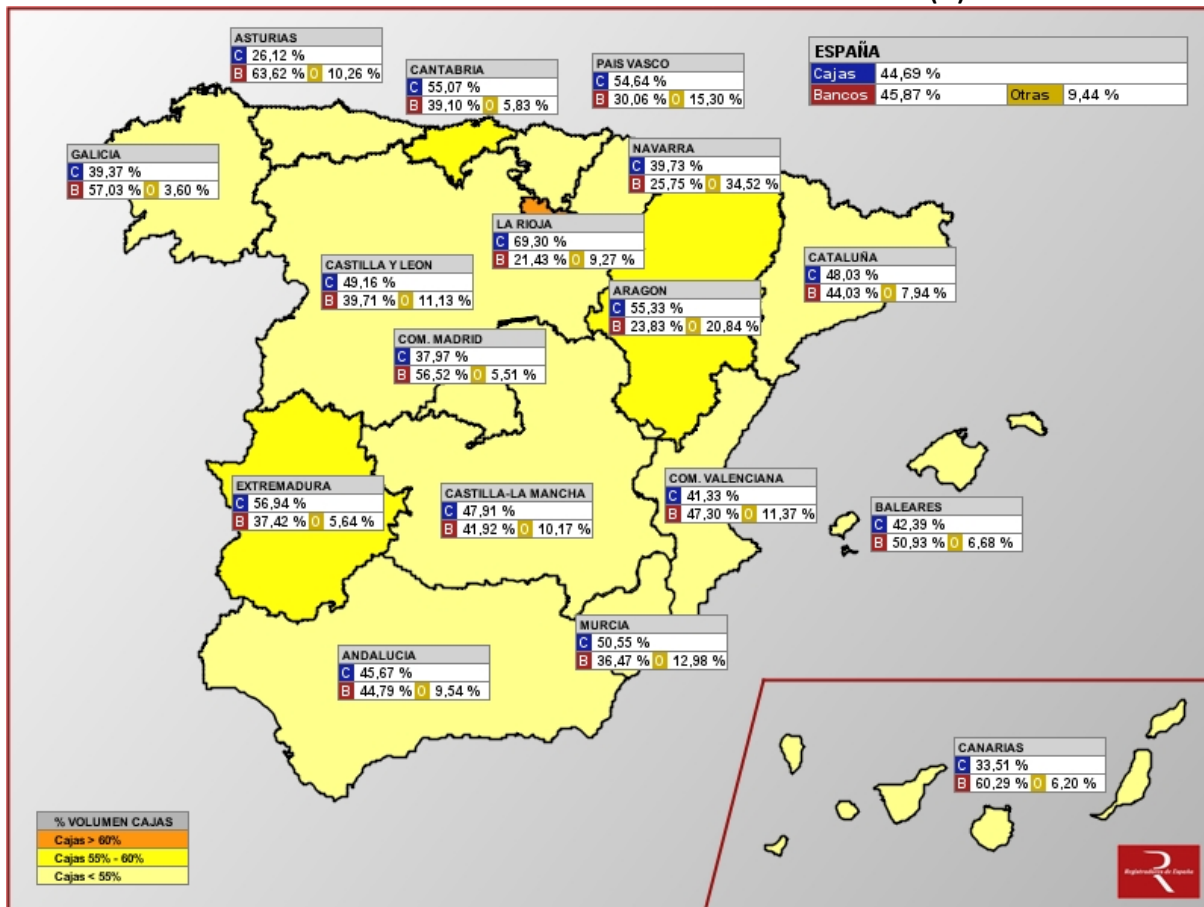 ASTURIAS
C 26,12 %
B 63,62 % O 10,26 %
CANTABRIA
C 55,07 %
B 39,10 % O 5,83 %
PAIS VASCO
C 54,64 %
B 30,06 % O 15,30 %
ESPAÑA
Cajas 44,69 %
Bancos 45,87 % Otras 9,44 %
GALICIA
C 39,37 %
B 57,03 % O 3,60 %
NAVARRA
C 39,73 %
B 25,75 % O 34,52 %
LA RIOJA
C 69,30 %
B 21,43 % O 9,27 %
CASTILLA Y LEON
C 49,16 %
B 39,71 % O 11,13 %
ARAGON
C 55,33 %
B 23,83 % O 20,84 %
CATALUÑA
C 48,03 %
B 44,03 % O 7,94 %
COM. MADRID
C 37,97 %
B 56,52 % O 5,51 %
EXTREMADURA
C 56,94 %
B 37,42 % O 5,64 %
CASTILLA-LA MANCHA
C 47,91 %
B 41,92 % O 10,17 %
COM. VALENCIANA
C 41,33 %
B 47,30 % O 11,37 %
BALEARES
C 42,39 %
B 50,93 % O 6,68 %
MURCIA
C 50,55 %
B 36,47 % O 12,98 %
ANDALUCIA
C 45,67 %
B 44,79 % O 9,54 %
CANARIAS
C 33,51 %
B 60,29 % O 6,20 %
% VOLUMEN CAJAS
Cajas > 60%
Cajas 55% - 60%
Cajas < 55%
R
Registradores de España